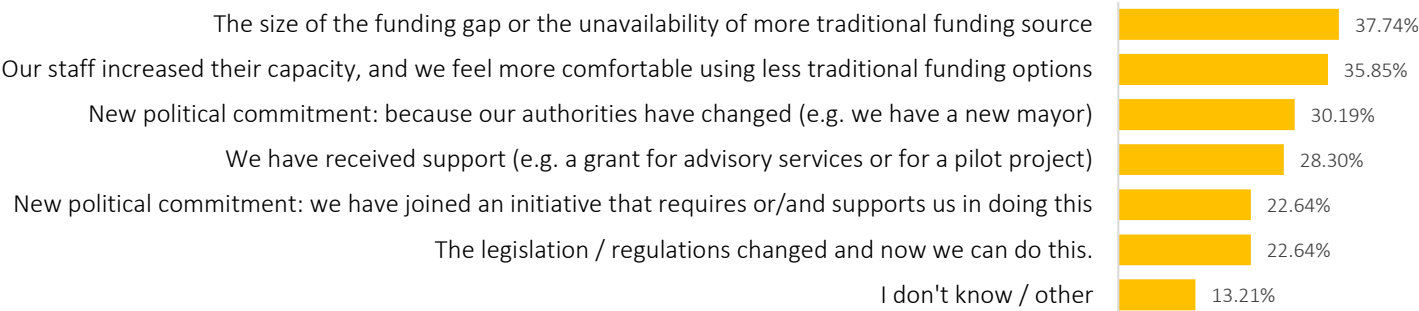 The size of the funding gap or the unavailability of more traditional funding source 37.74%
Our staff increased their capacity, and we feel more comfortable using less traditional funding options 35.85%
New political commitment: because our authorities have changed (e.g. we have a new mayor) 30.19%
We have received support (e.g. a grant for advisory services or for a pilot project) 28.30%
New political commitment: we have joined an initiative that requires or/and supports us in doing this 22.64%
The legislation / regulations changed and now we can do this. 22.64%
I don't know / other 13.21%